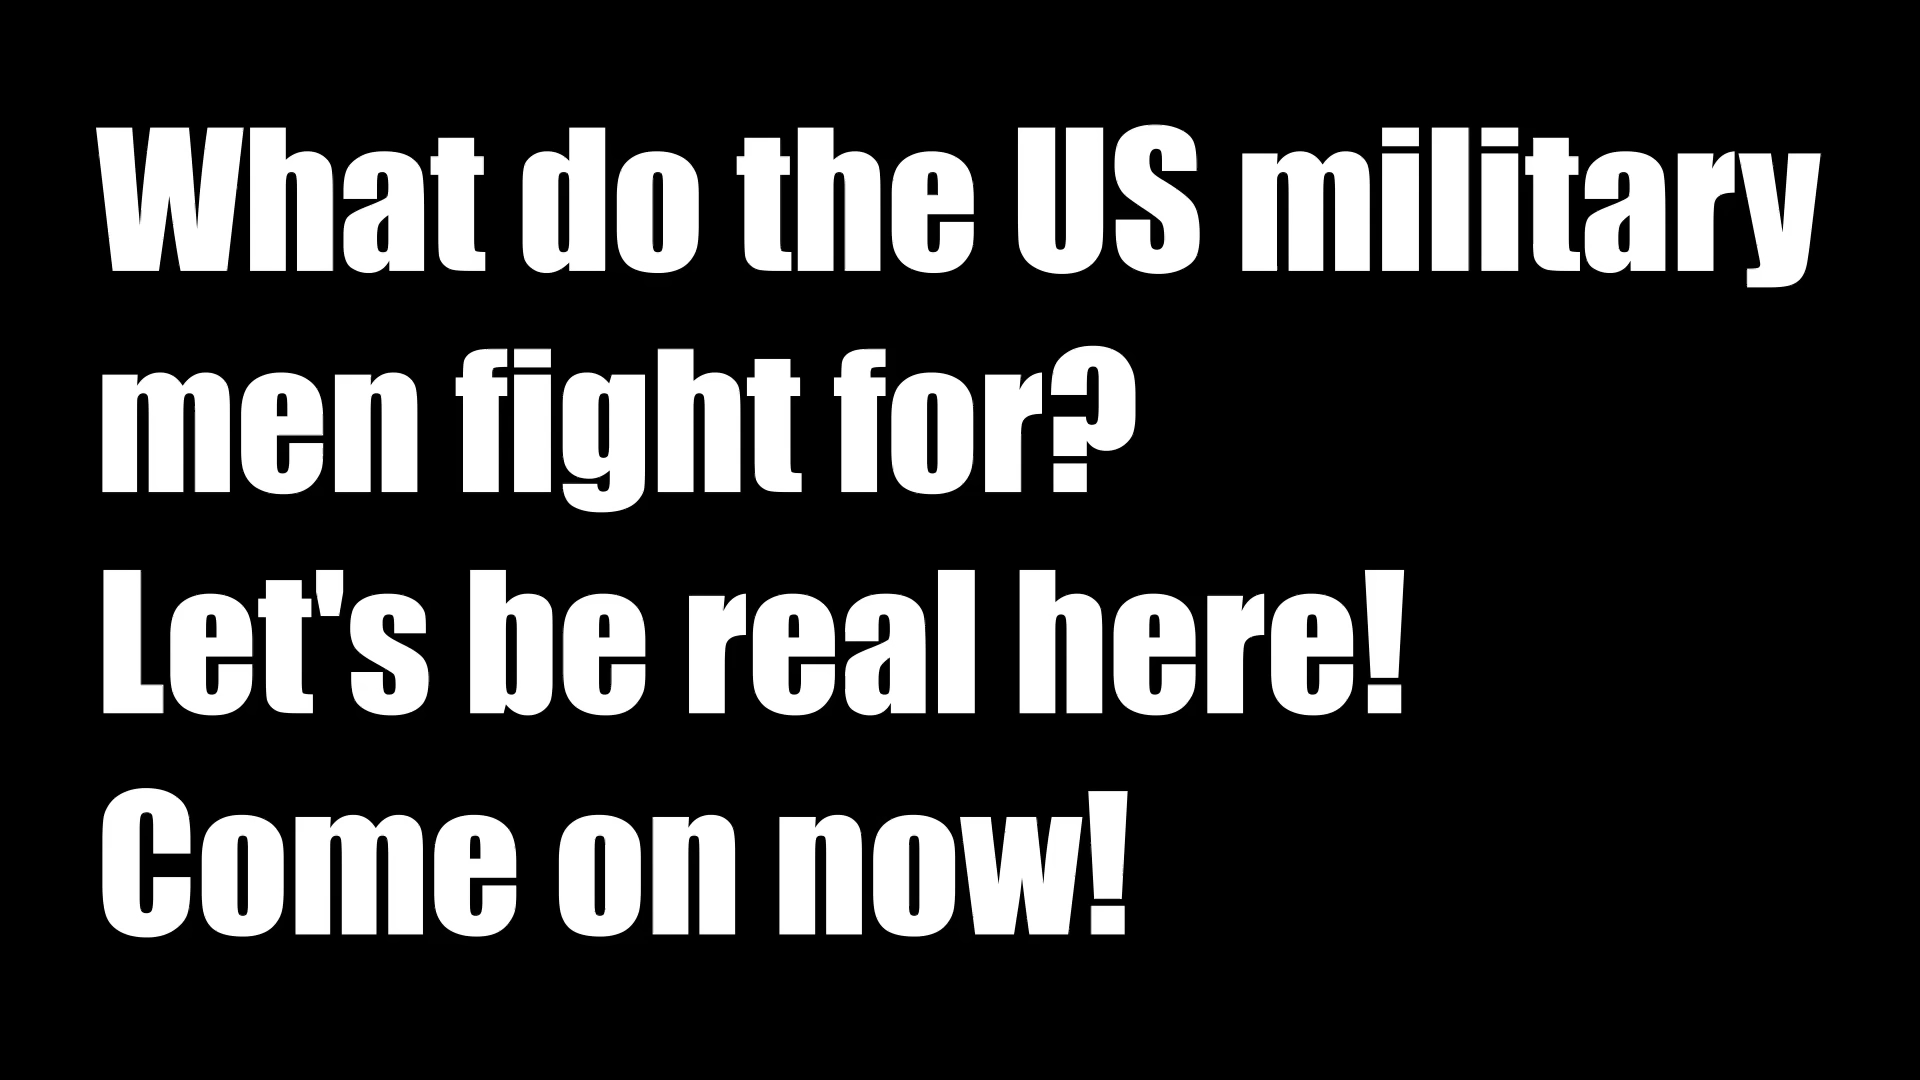 What do the US military
men fight for?
Let's be real here!
Come on now!